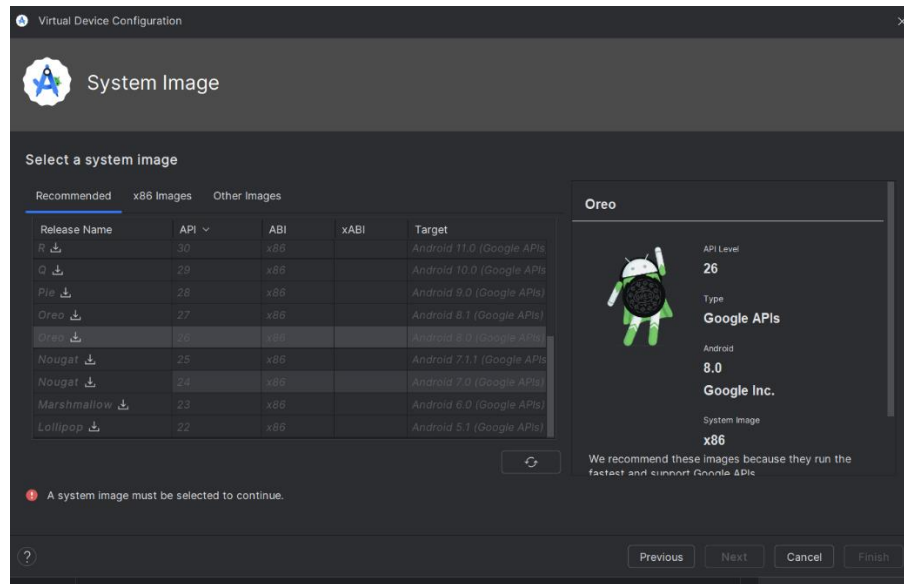 Virtual Device Configuration
System Image
Select a system image
Recommended x86 Images Other Images
Release Name API ABI xABI Target
R 30 x86 Android 11.0 (Google APIs
Q 29 x86 Android 10.0 (Google APIs
Pie 28 x86 Android 9.0 (Google APIs)
Oreo 27 x86 Android 8.1 (Google APIs)
Oreo 26 x86 Android 8.0 (Google APIs)
Nougat 25 x86 Android 7.1.1 (Google APIs
Nougat 24 x86 Android 7.0 (Google APIs)
Marshmallow 23 x86 Android 6.0 (Google APIs)
Lollipop 22 x86 Android 5.1 (Google APIs)
A system image must be selected to continue.
Oreo
API Level
26
Type
Google APIs
Android
8.0
Google Inc.
System Image
x86
We recommend these images because they run the
fastest and support Google APIs
? Previous Next Cancel Finish